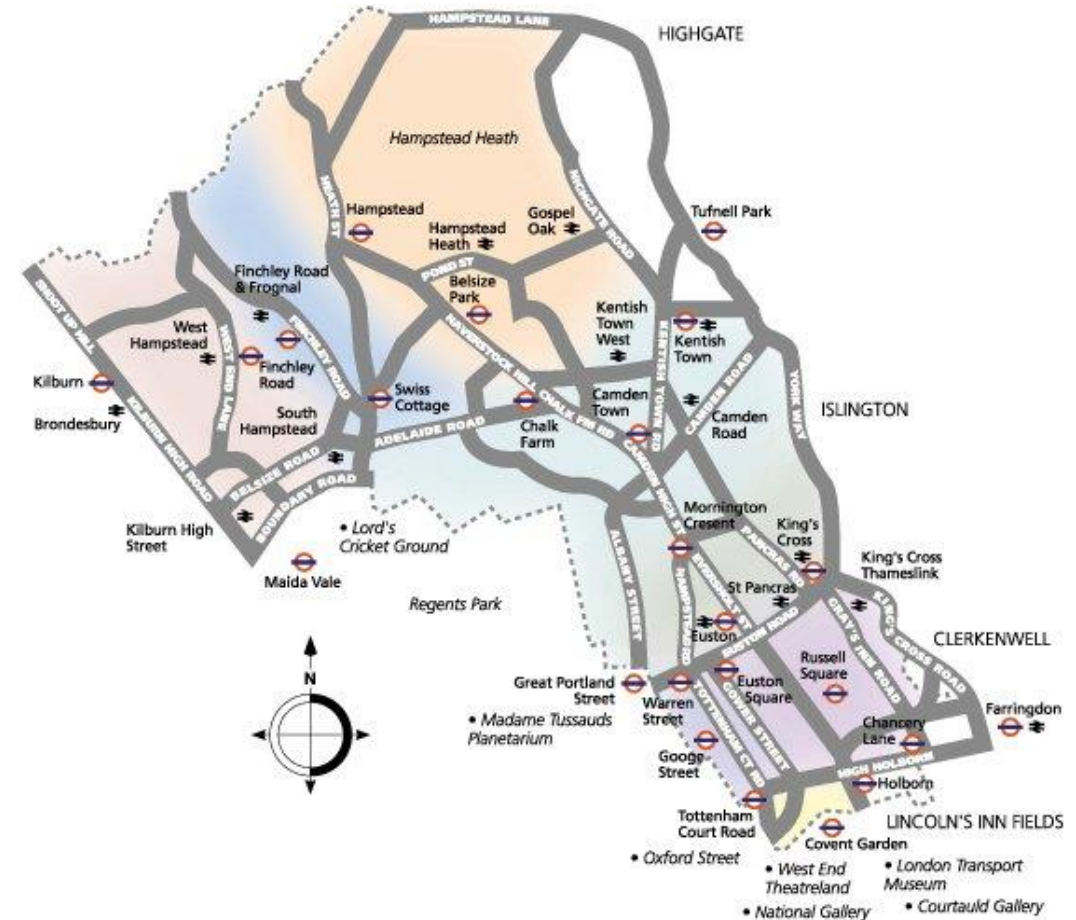 HAMPSTEAD LANE
HIGHGATE
Hampstead Heath
HIGHGATE ROAD
HEATH ST
Hampstead
Hampstead
Heath
Gospel
Oak
Tufnell Park
POND ST
Finchley Road
& Frognal
Belsize
Park
SHOOT UP HILL
West
Hampstead
WEST END LANE
FINCHLEY ROAD
Finchley
Road
HAVERSTOCK HILL
Kentish
Town
West
KENTISH TOWN RD
Kentish
Town
Kilburn
Brondesbury
KILBURN HIGH ROAD
Swiss
Cottage
South
Hampstead
ADELAIDE ROAD
Chalk
Farm
CHALK FM RD
Camden
Town
CAMDEN ROAD
Camden
Road
YORK WAY
ISLINGTON
BELSIZE ROAD
BOUNDARY ROAD
CAMDEN HIGH ST
Kilburn High
Street
• Lord's
Cricket Ground
Maida Vale
Regents Park
ALBANY STREET
Mornington
Cresent
HAMPSTEAD RD
EVERSHOLT ST
PANCRAS RD
King's
Cross
King's Cross
Thameslink
St Pancras
Euston
EUSTON ROAD
GRAY'S INN ROAD
KING'S CROSS ROAD
CLERKENWELL
N
Great Portland
Street
• Madame Tussauds
Planetarium
Warren
Street
Euston
Square
Russell
Square
TOTTENHAM CT RD
GOWER STREET
Googe
Street
Chancery
Lane
Farringdon
HIGH HOLBORN
Holborn
Tottenham
Court Road
LINCOLN'S INN FIELDS
Covent Garden
• Oxford Street
• West End
Theatreland
• London Transport
Museum
• National Gallery
• Courtauld Gallery